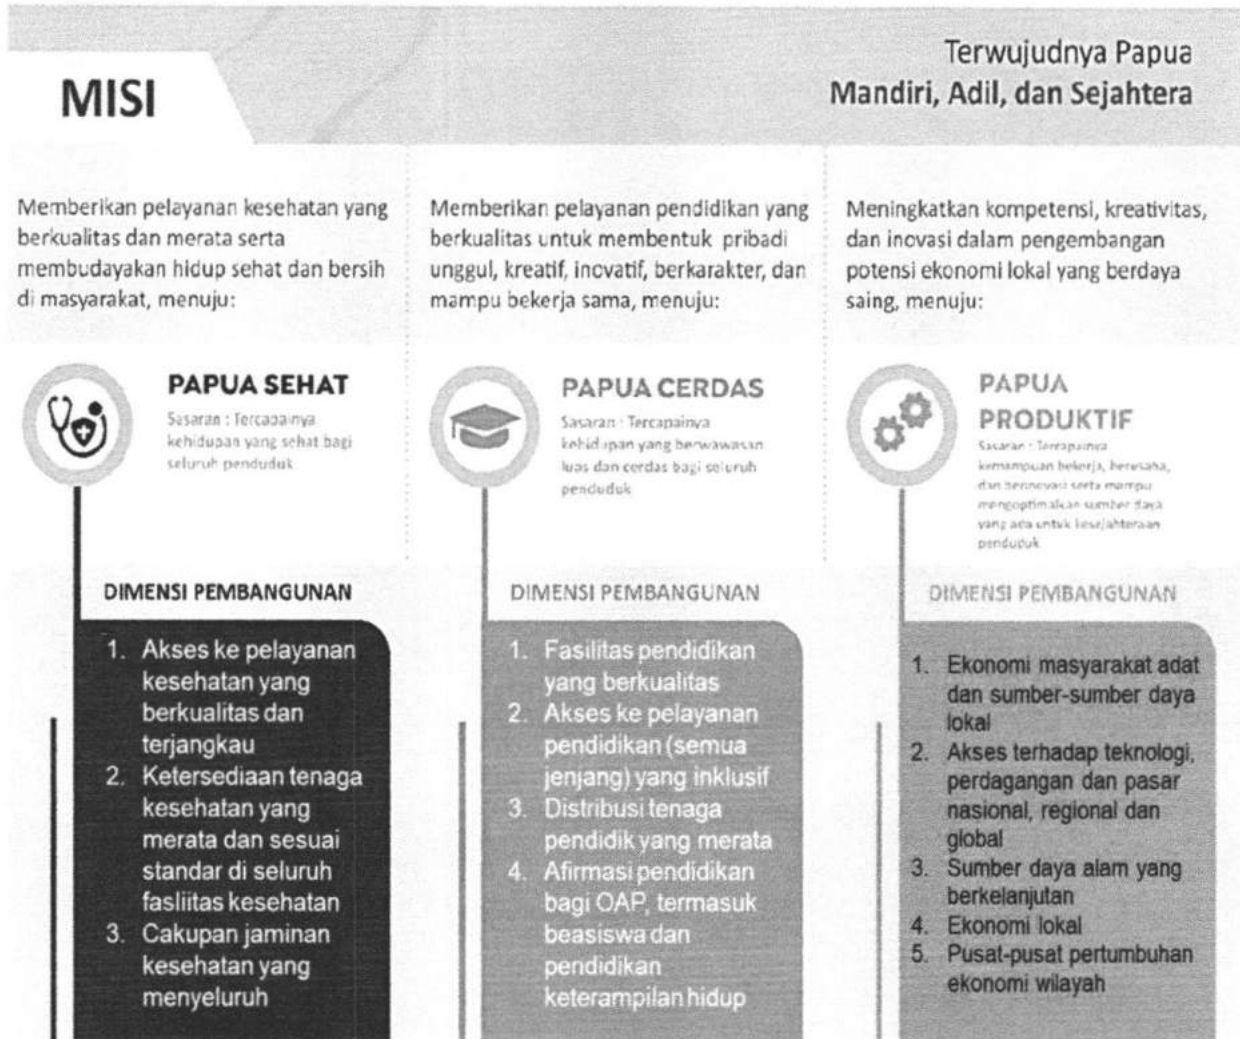 MISI
Terwujudnya Papua
Mandiri, Adil, dan Sejahtera
Memberikan pelayanan kesehatan yang
berkualitas dan merata serta
membudayakan hidup sehat dan bersih
di masyarakat, menuju:
PAPUA SEHAT
Sasaran : Tercapainya
kehidupan yang sehat bagi
seluruh penduduk
DIMENSI PEMBANGUNAN
1. Akses ke pelayanan
kesehatan yang
berkualitas dan
terjangkau
2. Ketersediaan tenaga
kesehatan yang
merata dan sesuai
standar di seluruh
fasliitas kesehatan
3. Cakupan jaminan
kesehatan yang
menyeluruh
Memberikan pelayanan pendidikan yang
berkualitas untuk membentuk pribadi
unggul, kreatif, inovatif, berkarakter, dan
mampu bekerja sama, menuju:
PAPUA CERDAS
Sasaran : Tercapainya
kehidupan yang berwawasan
luas dan cerdas bagi seluruh
penduduk
DIMENSI PEMBANGUNAN
1. Fasilitas pendidikan
yang berkualitas
2. Akses ke pelayanan
pendidikan (semua
jenjang) yang inklusif
3. Distribusi tenaga
pendidik yang merata
4. Afirmasi pendidikan
bagi OAP, termasuk
beasiswa dan
pendidikan
keterampilan hidup
Meningkatkan kompetensi, kreativitas,
dan inovasi dalam pengembangan
potensi ekonomi lokal yang berdaya
saing, menuju:
PAPUA
PRODUKTIF
Sasaran : Tercapainya
kemampuan bekerja, berusaha,
dan berinovasi serta mampu
mengoptimalkan sumber daya
yang ada untuk kesejahteraan
penduduk
DIMENSI PEMBANGUNAN
1. Ekonomi masyarakat adat
dan sumber-sumber daya
lokal
2. Akses terhadap teknologi,
perdagangan dan pasar
nasional, regional dan
global
3. Sumber daya alam yang
berkelanjutan
4. Ekonomi lokal
5. Pusat-pusat pertumbuhan
ekonomi wilayah